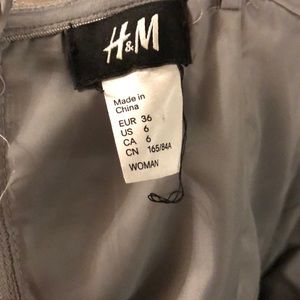 H&M
Made in
China
EUR 36
US 6
CA 6
CN 165/84A
WOMAN